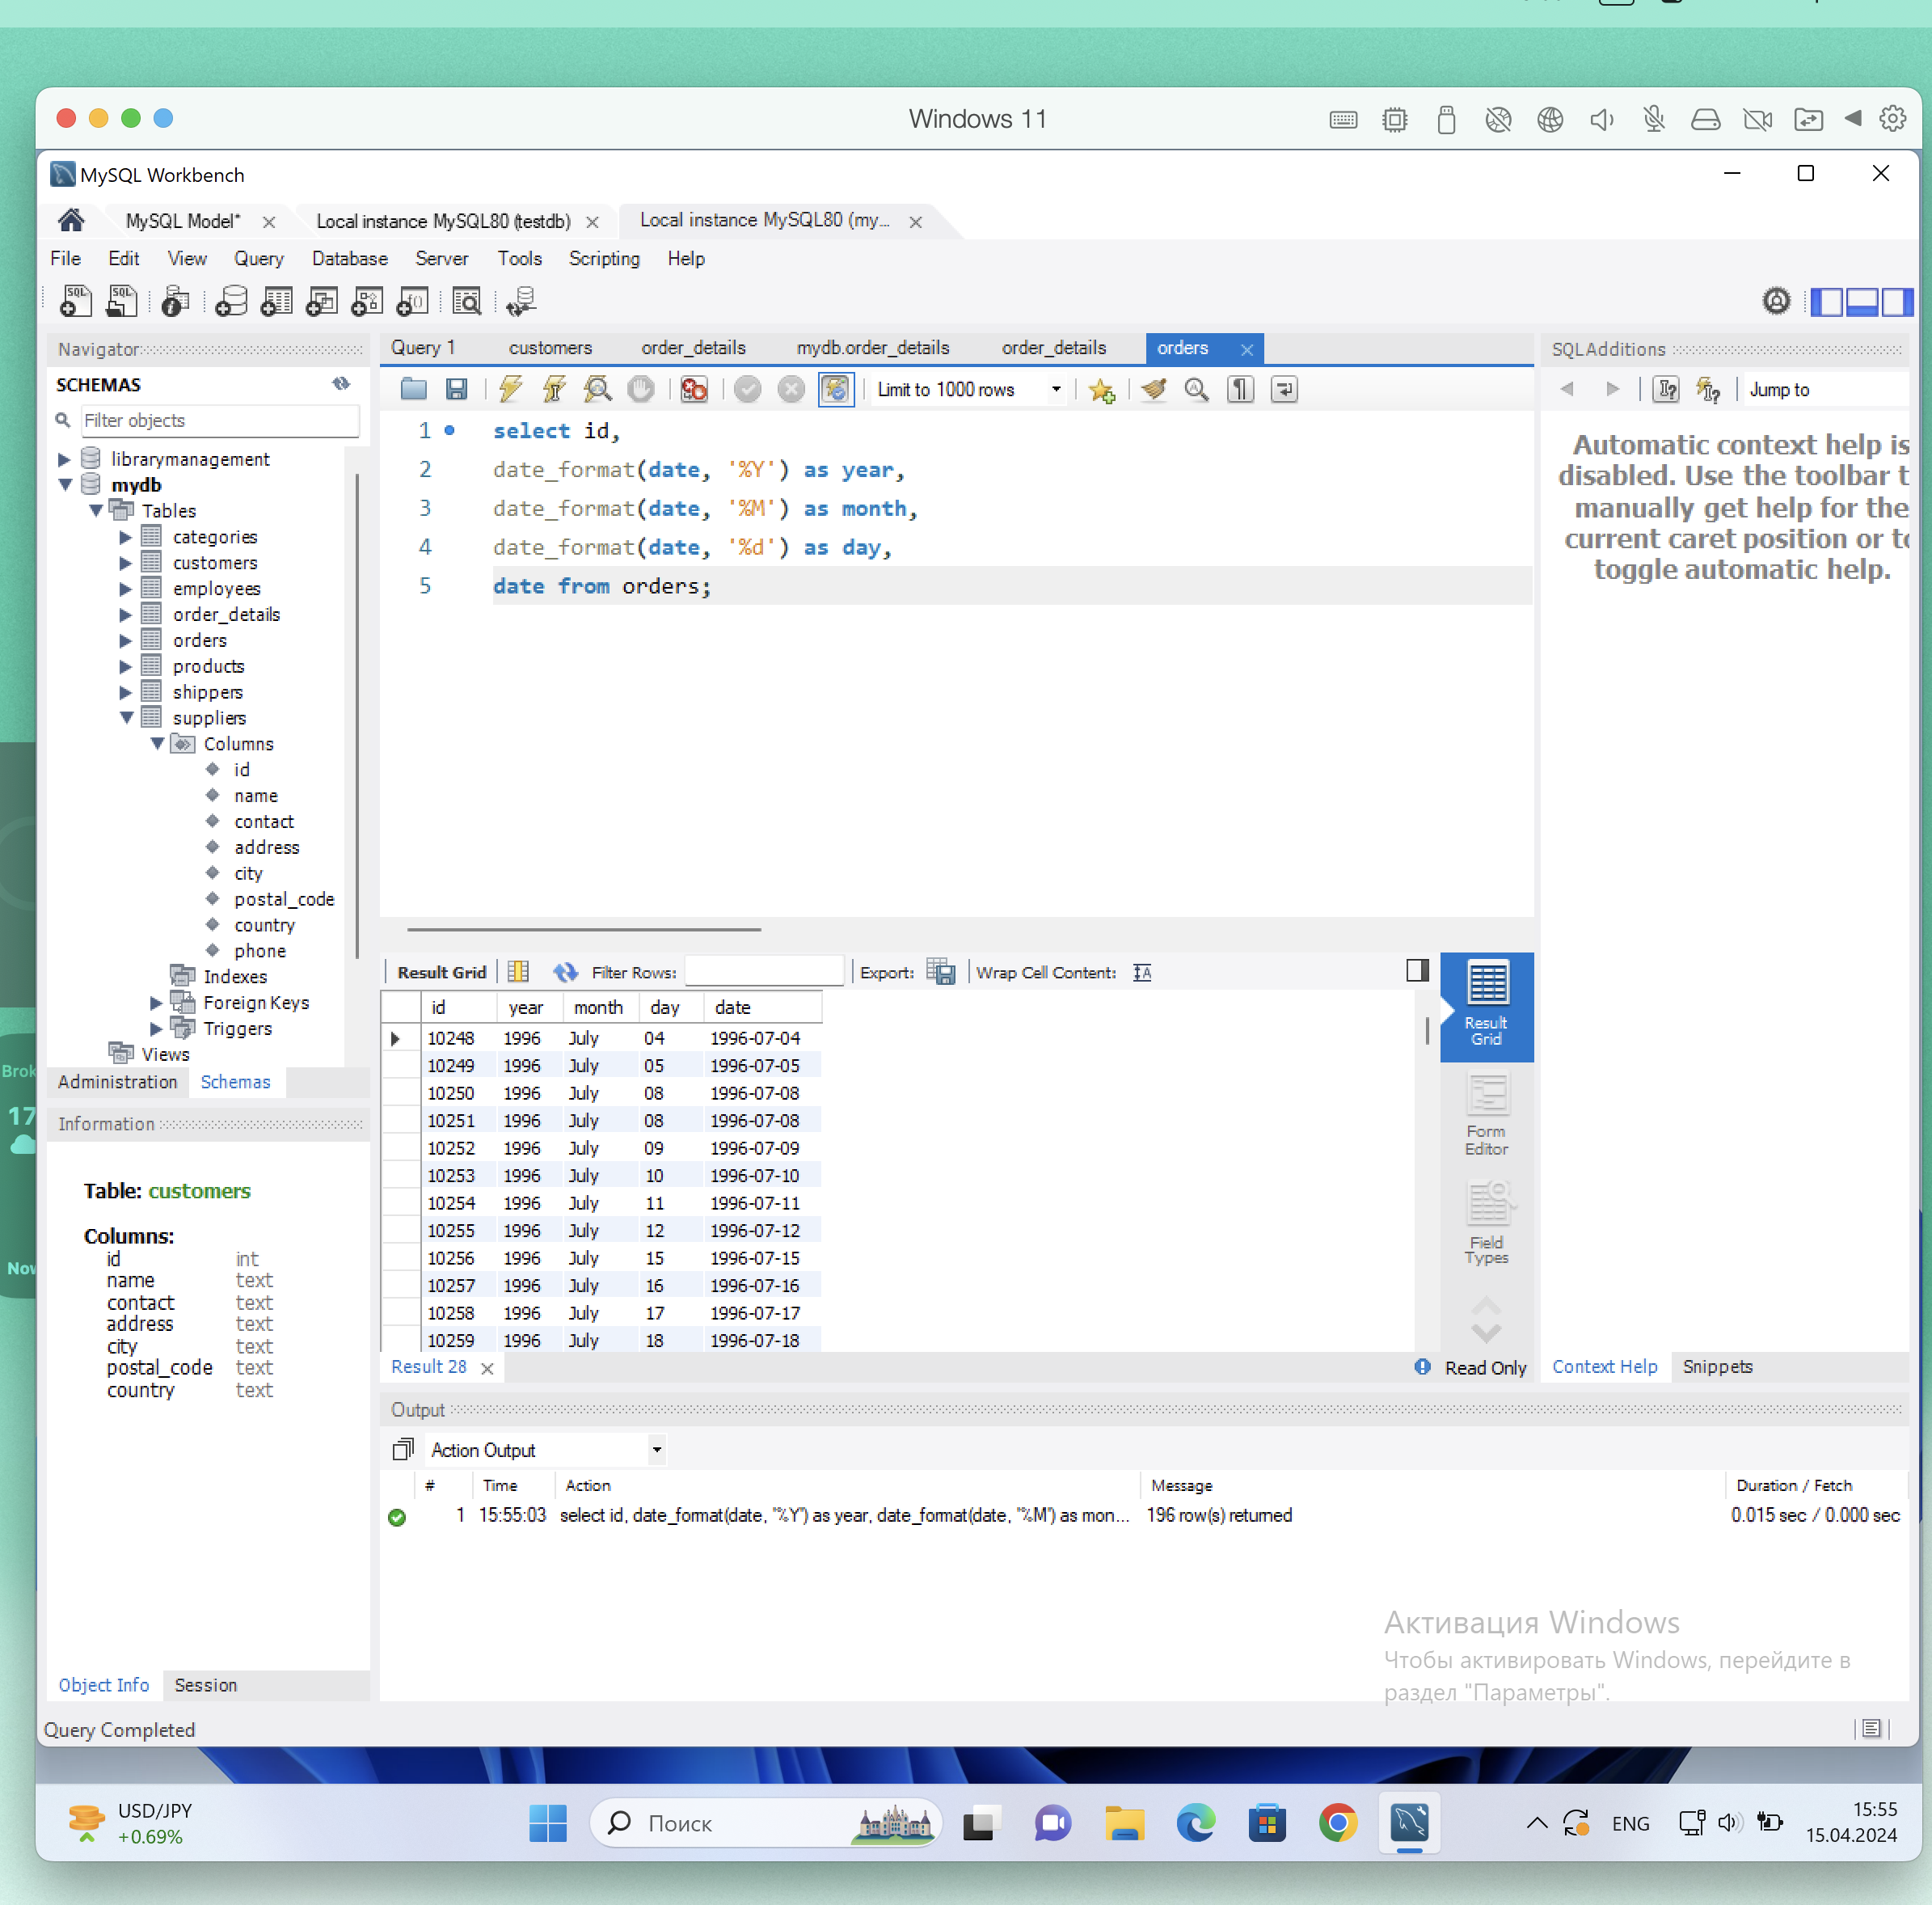 Windows 11
MySQL Workbench
MySQL Model*
Local instance MySQL80 (testdb)
Local instance MySQL80 (my...
File Edit View Query Database Server Tools Scripting Help
Navigator
SCHEMAS
Filter objects
librarymanagement
mydb
Tables
categories
customers
employees
order_details
orders
products
shippers
suppliers
Columns
id
name
contact
address
city
postal_code
country
phone
Indexes
Foreign Keys
Triggers
Views
Administration Schemas
Information
Table: customers
Columns:
id int
name text
contact text
address text
city text
postal_code text
country text
Object Info Session
Query 1 customers order_details mydb.order_details order_details orders
Limit to 1000 rows
1 select id,
2 date_format(date, '%Y') as year,
3 date_format(date, '%M') as month,
4 date_format(date, '%d') as day,
5 date from orders;
Result Grid Filter Rows: Export: Wrap Cell Content:
id year month day date
10248 1996 July 04 1996-07-04
10249 1996 July 05 1996-07-05
10250 1996 July 08 1996-07-08
10251 1996 July 08 1996-07-08
10252 1996 July 09 1996-07-09
10253 1996 July 10 1996-07-10
10254 1996 July 11 1996-07-11
10255 1996 July 12 1996-07-12
10256 1996 July 15 1996-07-15
10257 1996 July 16 1996-07-16
10258 1996 July 17 1996-07-17
10259 1996 July 18 1996-07-18
Result 28
Read Only
Result
Grid
Form
Editor
Field
Types
SQLAdditions
Jump to
Automatic context help is
disabled. Use the toolbar t
manually get help for the
current caret position or to
toggle automatic help.
Context Help Snippets
Output
Action Output
# Time Action Message Duration / Fetch
1 15:55:03 select id, date_format(date, '%Y') as year, date_format(date, '%M') as mon... 196 row(s) returned 0.015 sec / 0.000 sec
Активация Windows
Чтобы активировать Windows, перейдите в
раздел "Параметры".
Query Completed
Brok
17
Now
USD/JPY
+0.69%
Поиск
ENG
15:55
15.04.2024